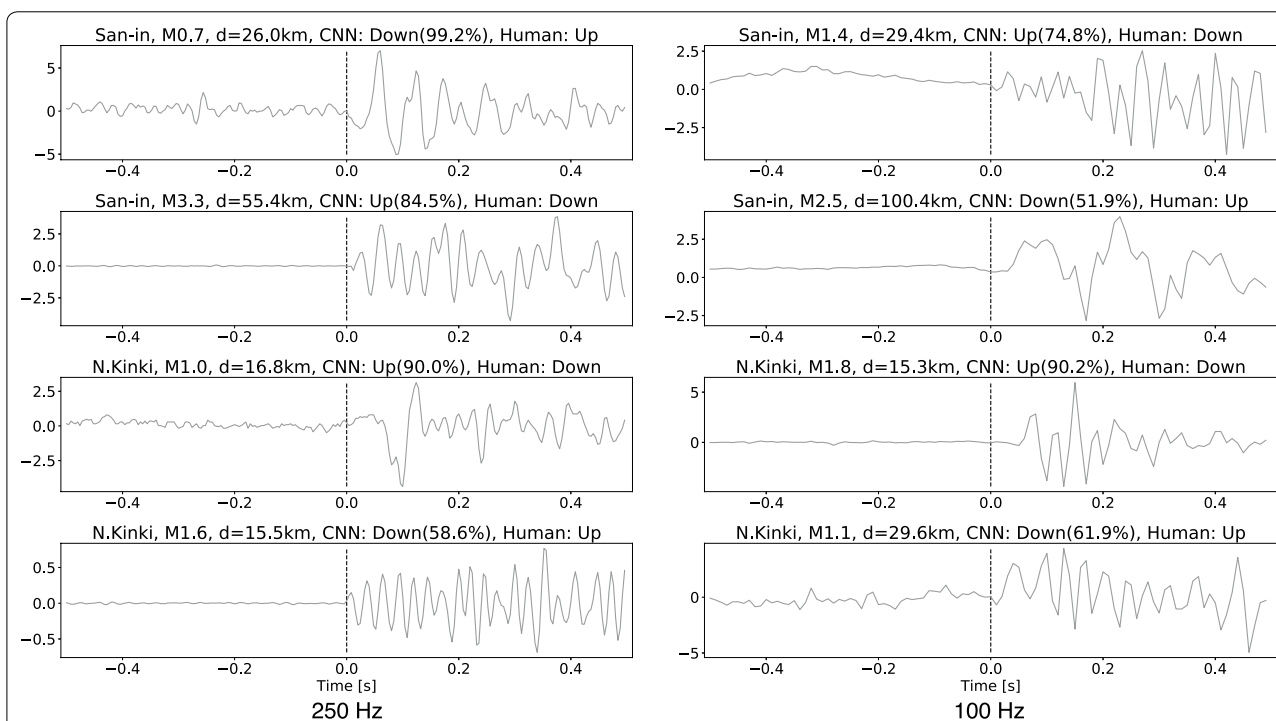 San-in, M0.7, d=26.0km, CNN: Down(99.2%), Human: Up
5
0
−5
−0.4 −0.2 0.0 0.2 0.4
San-in, M3.3, d=55.4km, CNN: Up(84.5%), Human: Down
2.5
0.0
−2.5
−0.4 −0.2 0.0 0.2 0.4
N.Kinki, M1.0, d=16.8km, CNN: Up(90.0%), Human: Down
2.5
0.0
−2.5
−0.4 −0.2 0.0 0.2 0.4
N.Kinki, M1.6, d=15.5km, CNN: Down(58.6%), Human: Up
0.5
0.0
−0.5
−0.4 −0.2 0.0 0.2 0.4
Time [s]
250 Hz
San-in, M1.4, d=29.4km, CNN: Up(74.8%), Human: Down
2.5
0.0
−2.5
−0.4 −0.2 0.0 0.2 0.4
San-in, M2.5, d=100.4km, CNN: Down(51.9%), Human: Up
2.5
0.0
−2.5
−0.4 −0.2 0.0 0.2 0.4
N.Kinki, M1.8, d=15.3km, CNN: Up(90.2%), Human: Down
5
0
−0.4 −0.2 0.0 0.2 0.4
N.Kinki, M1.1, d=29.6km, CNN: Down(61.9%), Human: Up
0
−5
−0.4 −0.2 0.0 0.2 0.4
Time [s]
100 Hz